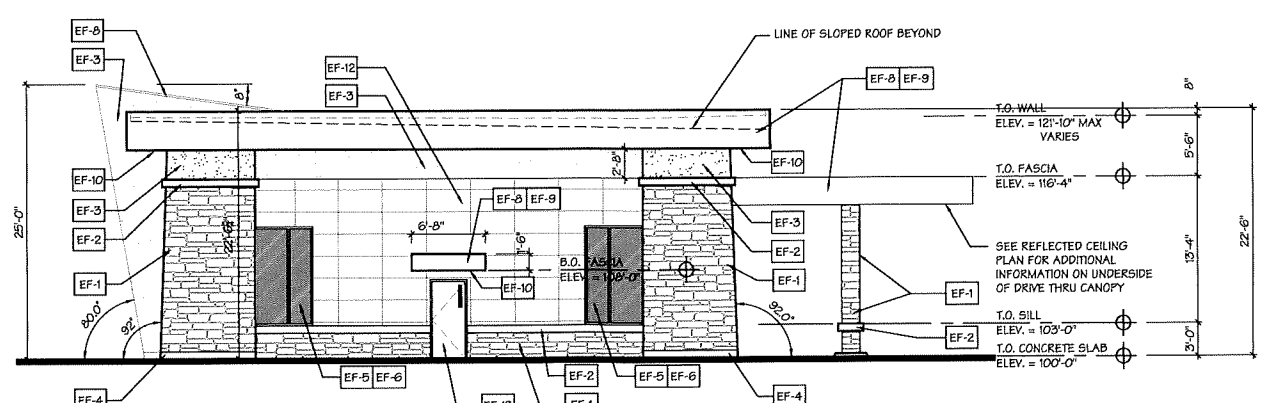 EF-8
LINE OF SLOPED ROOF BEYOND
EF-3
EF-12
EF-8 EF-9
8"
EF-3
8"
T.O. WALL
ELEV. = 121'-10" MAX
VARIES
5'-6"
2'-8"
EF-10
T.O. FASCIA
ELEV. = 116'-4"
EF-10
EF-8 EF-9
EF-3
EF-3
25'-0"
EF-2
6'-8"
22'-6"
EF-2
SEE REFLECTED CEILING
PLAN FOR ADDITIONAL
INFORMATION ON UNDERSIDE
OF DRIVE THRU CANOPY
13'-4"
22'-6"
B.O. FASCIA
ELEV. = 108'-0"
EF-1
EF-1
EF-10
EF-1
80.0°
92°
92.0°
T.O. SILL
ELEV. = 103'-0"
EF-2
3'-0"
T.O. CONCRETE SLAB
ELEV. = 100'-0"
EF-5 EF-6
EF-2
EF-5 EF-6
EF-4
EF-4